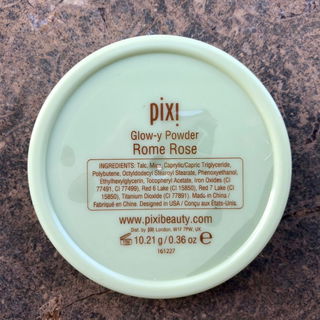 pixi
Glow-y Powder
Rome Rose
INGREDIENTS: Talc, Mica, Caprylic/Capric Triglyceride,
Polybutene, Octyldodecyl Stearoyl Stearate, Phenoxyethanol,
Ethylhexylglycerin, Tocopheryl Acetate, Iron Oxides (CI
77491, CI 77499), Red 6 Lake (CI 15850), Red 7 Lake (CI
15850), Titanium Dioxide (CI 77891). Made in China /
Fabriqué en Chine. Designed in USA / Conçu aux États-Unis.
www.pixibeauty.com
Dist. by pixi London, W1F 7PW, UK
10.21 g / 0.36 oz e
161227